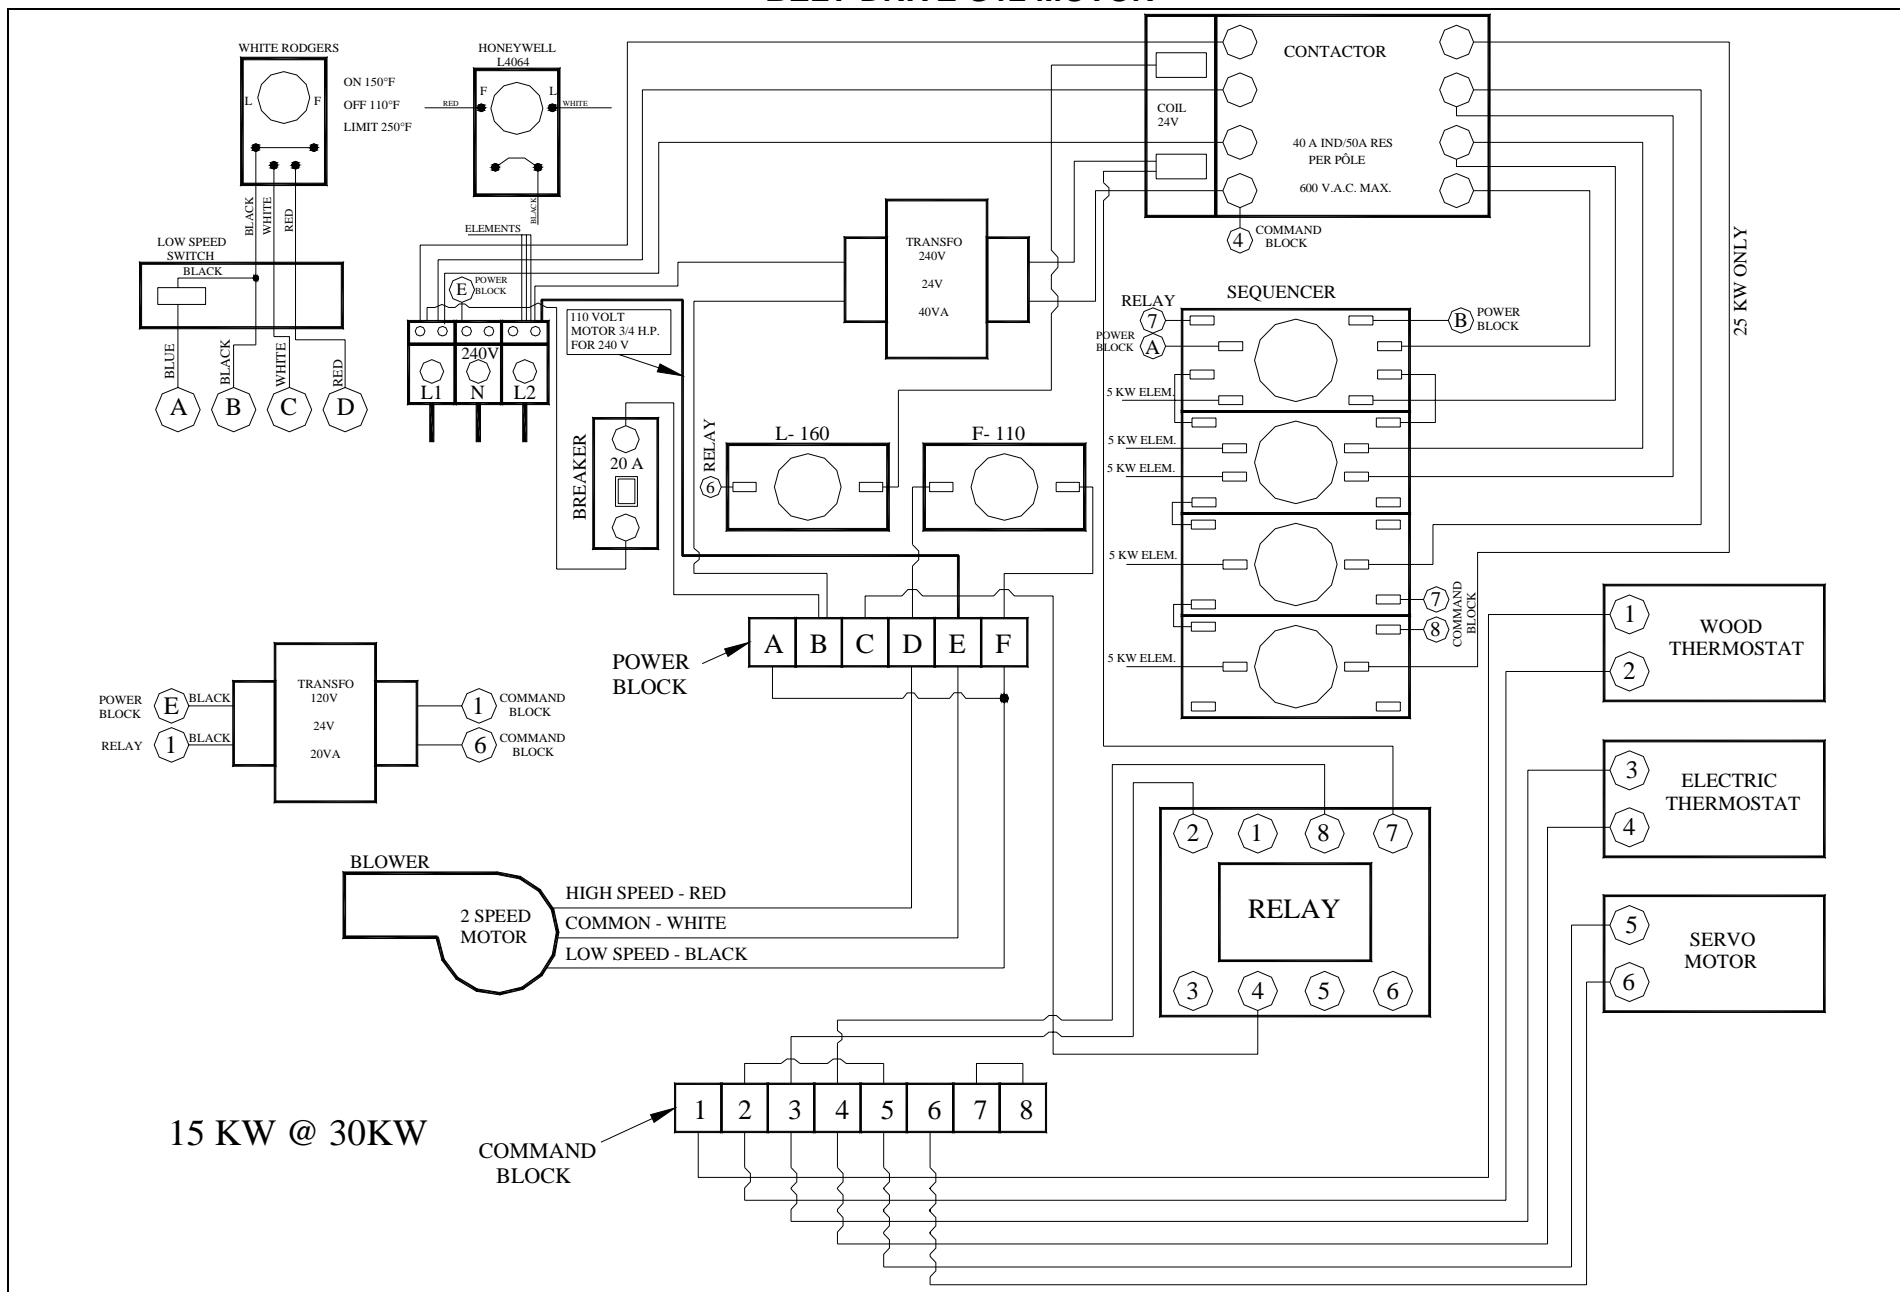 WHITE RODGERS
L
F
ON 150°F
OFF 110°F
LIMIT 250°F
HONEYWELL
L4064
F
L
RED
WHITE
BLACK
ELEMENTS
BLACK
WHITE
RED
LOW SPEED
SWITCH
BLACK
BLUE
BLACK
WHITE
RED
A
B
C
D
E
POWER
BLOCK
240V
L1
N
L2
110 VOLT
MOTOR 3/4 H.P.
FOR 240 V
TRANSFO
240V
24V
40VA
CONTACTOR
COIL
24V
40 A IND/50A RES
PER PÔLE
600 V.A.C. MAX.
4
COMMAND
BLOCK
25 KW ONLY
SEQUENCER
RELAY
7
POWER
BLOCK
A
B
POWER
BLOCK
5 KW ELEM.
5 KW ELEM.
5 KW ELEM.
5 KW ELEM.
5 KW ELEM.
7
8
COMMAND
BLOCK
BREAKER
20 A
RELAY
6
L- 160
F- 110
POWER
BLOCK
A
B
C
D
E
F
POWER
BLOCK
E
BLACK
RELAY
1
BLACK
TRANSFO
120V
24V
20VA
1
COMMAND
BLOCK
6
COMMAND
BLOCK
BLOWER
2 SPEED
MOTOR
HIGH SPEED - RED
COMMON - WHITE
LOW SPEED - BLACK
2
1
8
7
RELAY
3
4
5
6
1
2
WOOD
THERMOSTAT
3
4
ELECTRIC
THERMOSTAT
5
6
SERVO
MOTOR
15 KW @ 30KW
COMMAND
BLOCK
1
2
3
4
5
6
7
8